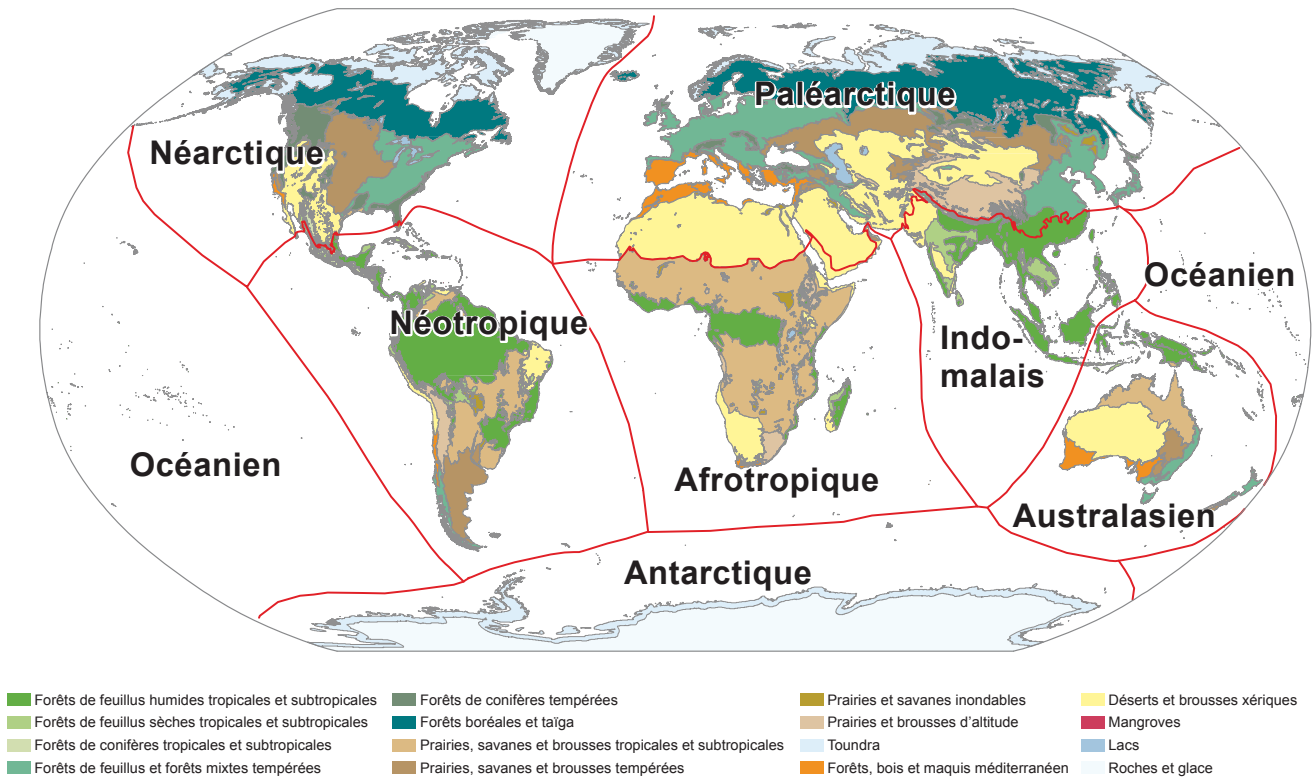 Paléarctique
Néarctique
Océanien
Néotropique
Indo-
malais
Océanien
Afrotropique
Australasien
Antarctique
Forêts de feuillus humides tropicales et subtropicales
Forêts de feuillus sèches tropicales et subtropicales
Forêts de conifères tropicales et subtropicales
Forêts de feuillus et forêts mixtes tempérées
Forêts de conifères tempérées
Forêts boréales et taïga
Prairies, savanes et brousses tropicales et subtropicales
Prairies, savanes et brousses tempérées
Prairies et savanes inondables
Prairies et brousses d'altitude
Toundra
Forêts, bois et maquis méditerranéen
Déserts et brousses xériques
Mangroves
Lacs
Roches et glace